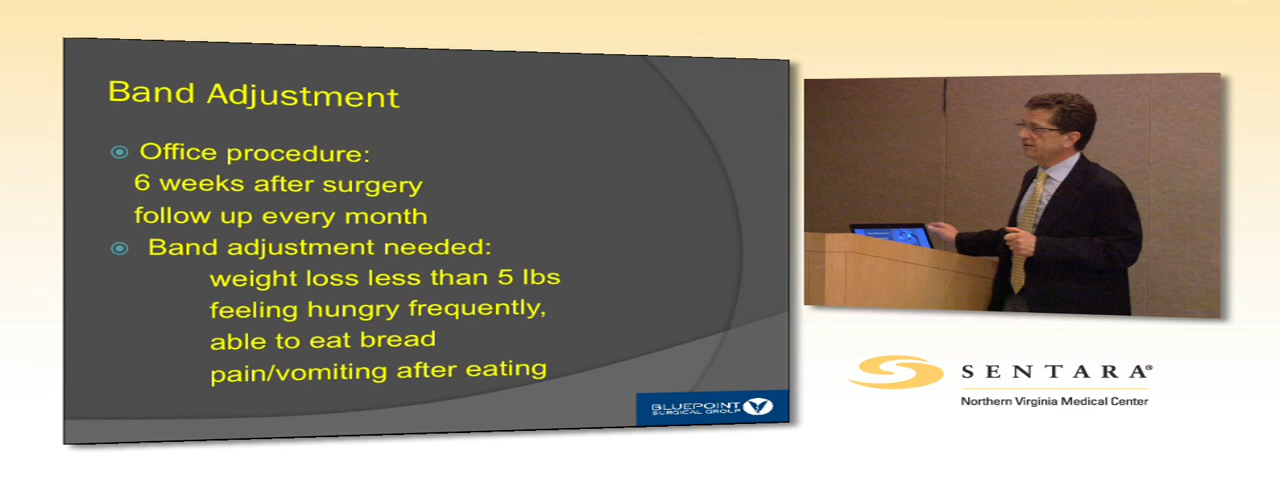 Band Adjustment
Office procedure:
6 weeks after surgery
follow up every month
Band adjustment needed:
weight loss less than 5 lbs
feeling hungry frequently,
able to eat bread
pain/vomiting after eating
BLUEPOINT
SURGICAL GROUP
SENTARA®
Northern Virginia Medical Center